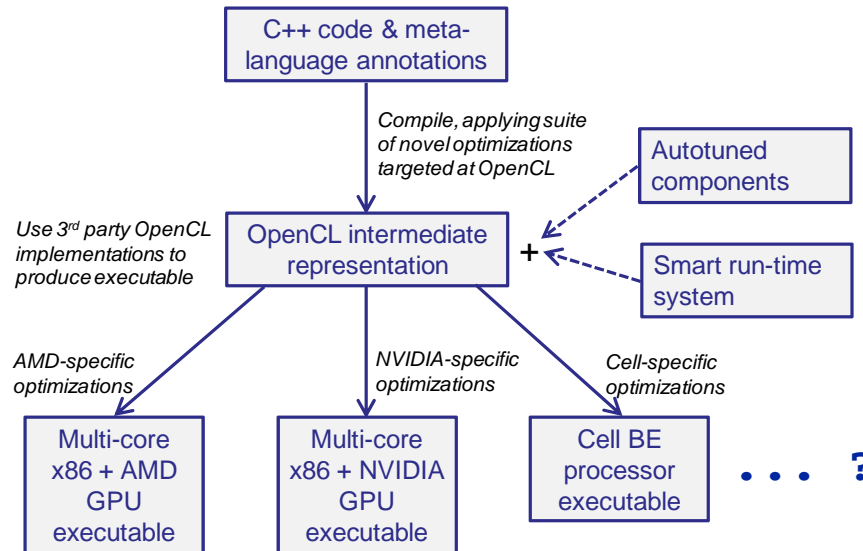 C++ code & meta-
language annotations
Compile, applying suite
of novel optimizations
targeted at OpenCL
Autotuned
components
Use 3rd party OpenCL
implementations to
produce executable
OpenCL intermediate
representation
+
Smart run-time
system
AMD-specific
optimizations
NVIDIA-specific
optimizations
Cell-specific
optimizations
Multi-core
x86 + AMD
GPU
executable
Multi-core
x86 + NVIDIA
GPU
executable
Cell BE
processor
executable
. . . ?